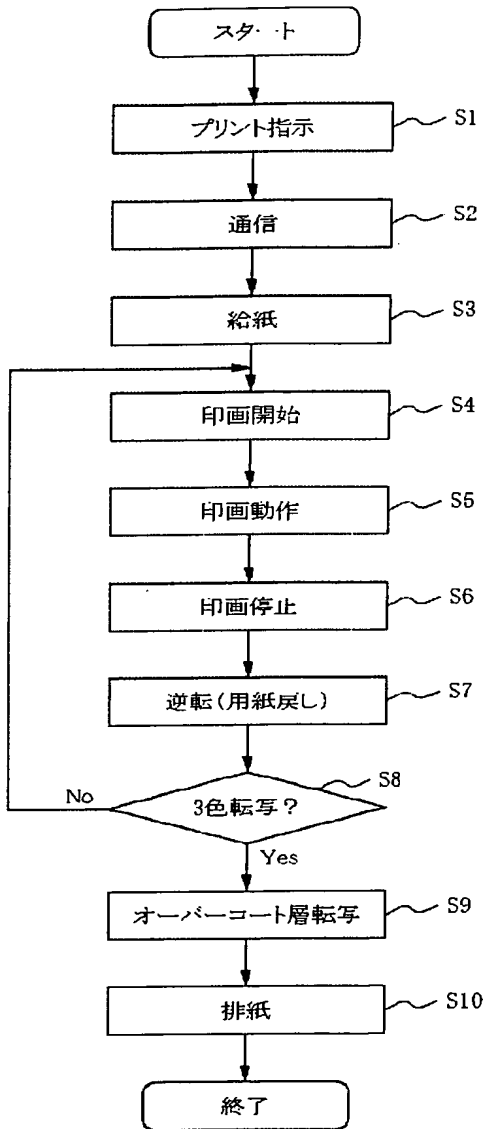 スタート
プリント指示 S1
通信 S2
給紙 S3
印画開始 S4
印画動作 S5
印画停止 S6
逆転(用紙戻し) S7
3色転写? S8
No
Yes
オーバーコート層転写 S9
排紙 S10
終了